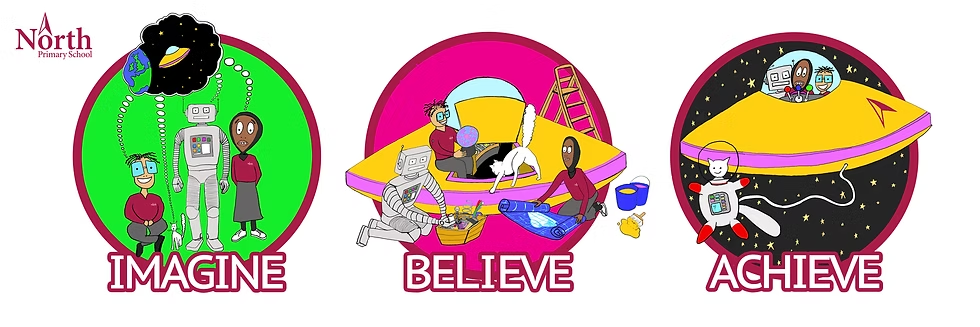 North
Primary School
IMAGINE
BELIEVE
ACHIEVE